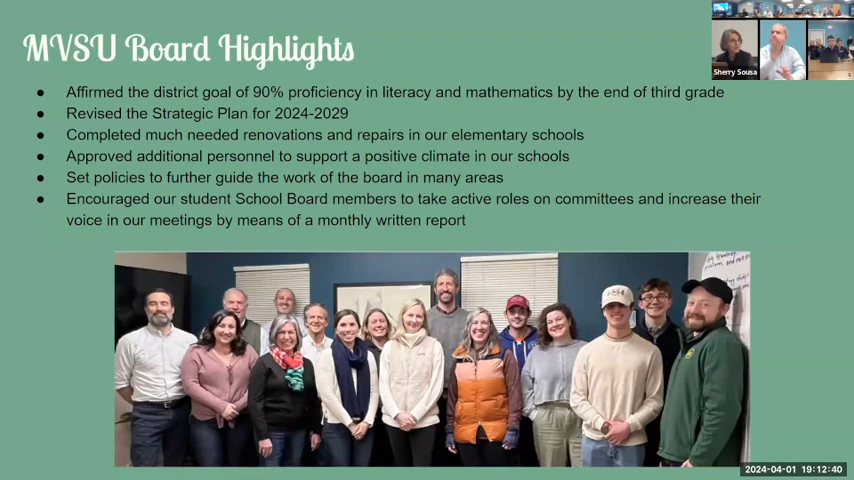 MVSU Board Highlights
● Affirmed the district goal of 90% proficiency in literacy and mathematics by the end of third grade
● Revised the Strategic Plan for 2024-2029
● Completed much needed renovations and repairs in our elementary schools
● Approved additional personnel to support a positive climate in our schools
● Set policies to further guide the work of the board in many areas
● Encouraged our student School Board members to take active roles on committees and increase their
voice in our meetings by means of a monthly written report
Sherry Sousa
2024-04-01 19:12:40